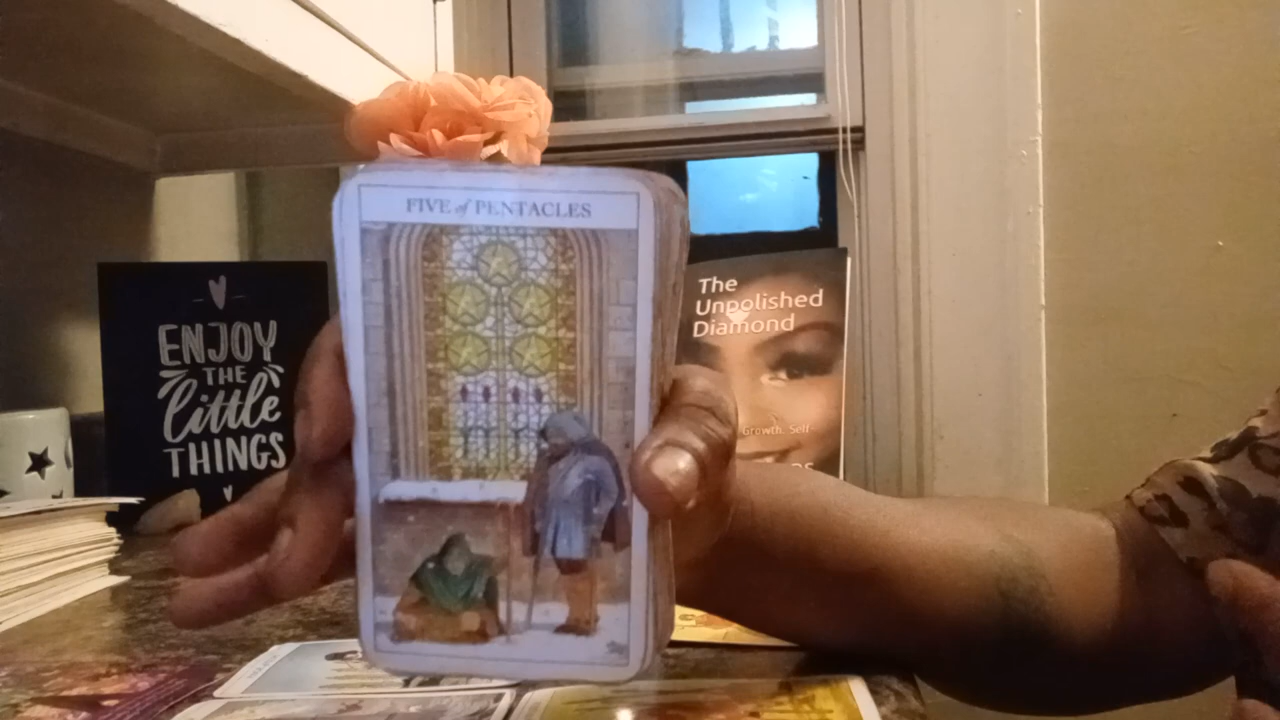 FIVE of PENTACLES
ENJOY
THE
little
THINGS
The
Unpolished
Diamond
Growth. Self-